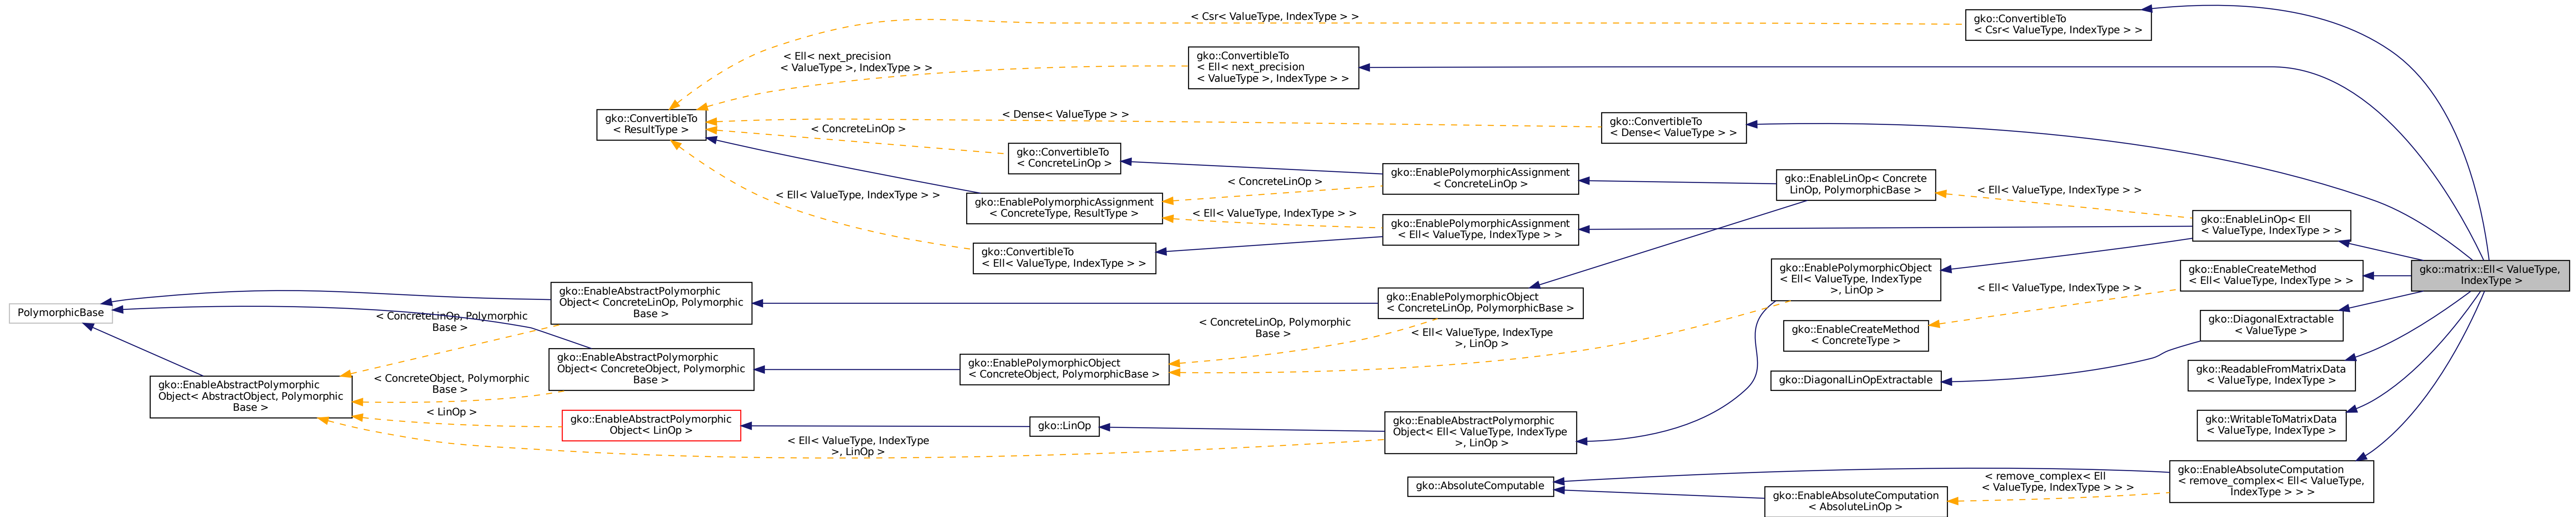 < Csr< ValueType, IndexType > >
gko::ConvertibleTo
< Csr< ValueType, IndexType > >
< Ell< next_precision
< ValueType >, IndexType > >
gko::ConvertibleTo
< Ell< next_precision
< ValueType >, IndexType > >
gko::ConvertibleTo
< ResultType >
< Dense< ValueType > >
gko::ConvertibleTo
< Dense< ValueType > >
< ConcreteLinOp >
gko::ConvertibleTo
< ConcreteLinOp >
gko::EnablePolymorphicAssignment
< ConcreteLinOp >
< ConcreteLinOp >
gko::EnableLinOp< Concrete
LinOp, PolymorphicBase >
< Ell< ValueType, IndexType > >
< Ell< ValueType, IndexType > >
gko::EnablePolymorphicAssignment
< ConcreteType, ResultType >
< Ell< ValueType, IndexType > >
gko::EnablePolymorphicAssignment
< Ell< ValueType, IndexType > >
gko::EnableLinOp< Ell
< ValueType, IndexType > >
gko::ConvertibleTo
< Ell< ValueType, IndexType > >
gko::matrix::Ell< ValueType,
IndexType >
gko::EnablePolymorphicObject
< Ell< ValueType, IndexType
>, LinOp >
gko::EnableCreateMethod
< Ell< ValueType, IndexType > >
< Ell< ValueType, IndexType > >
PolymorphicBase
gko::EnableAbstractPolymorphic
Object< ConcreteLinOp, Polymorphic
Base >
gko::EnablePolymorphicObject
< ConcreteLinOp, PolymorphicBase >
< ConcreteLinOp, Polymorphic
Base >
< ConcreteLinOp, Polymorphic
Base >
< Ell< ValueType, IndexType
>, LinOp >
gko::EnableCreateMethod
< ConcreteType >
gko::DiagonalExtractable
< ValueType >
gko::EnableAbstractPolymorphic
Object< ConcreteObject, Polymorphic
Base >
gko::EnablePolymorphicObject
< ConcreteObject, PolymorphicBase >
gko::DiagonalLinOpExtractable
gko::ReadableFromMatrixData
< ValueType, IndexType >
gko::EnableAbstractPolymorphic
Object< AbstractObject, Polymorphic
Base >
< ConcreteObject, Polymorphic
Base >
< LinOp >
gko::EnableAbstractPolymorphic
Object< LinOp >
gko::LinOp
gko::EnableAbstractPolymorphic
Object< Ell< ValueType, IndexType
>, LinOp >
gko::WritableToMatrixData
< ValueType, IndexType >
< Ell< ValueType, IndexType
>, LinOp >
gko::AbsoluteComputable
gko::EnableAbsoluteComputation
< AbsoluteLinOp >
< remove_complex< Ell
< ValueType, IndexType > > >
gko::EnableAbsoluteComputation
< remove_complex< Ell< ValueType,
IndexType > > >